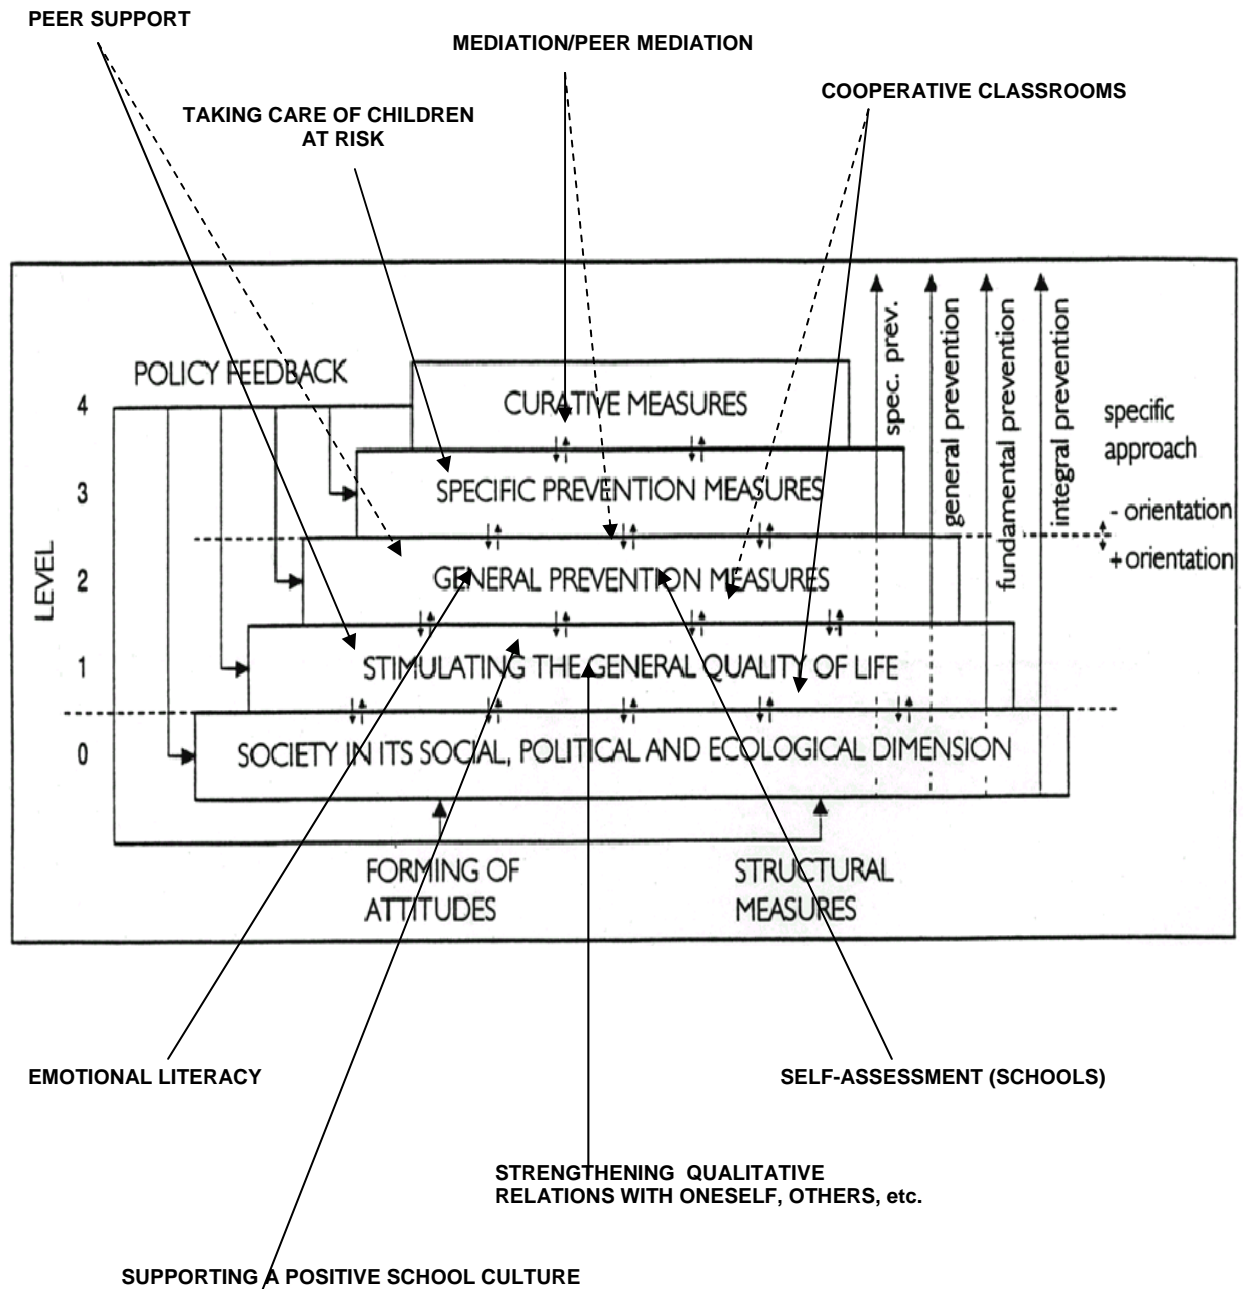 PEER SUPPORT
MEDIATION/PEER MEDIATION
COOPERATIVE CLASSROOMS
TAKING CARE OF CHILDREN
AT RISK
POLICY FEEDBACK
LEVEL
4
CURATIVE MEASURES
3
SPECIFIC PREVENTION MEASURES
2
GENERAL PREVENTION MEASURES
1
STIMULATING THE GENERAL QUALITY OF LIFE
0
SOCIETY IN ITS SOCIAL, POLITICAL AND ECOLOGICAL DIMENSION
spec. prev.
general prevention
fundamental prevention
integral prevention
specific
approach
- orientation
+ orientation
FORMING OF
ATTITUDES
STRUCTURAL
MEASURES
EMOTIONAL LITERACY
SELF-ASSESSMENT (SCHOOLS)
STRENGTHENING QUALITATIVE
RELATIONS WITH ONESELF, OTHERS, etc.
SUPPORTING A POSITIVE SCHOOL CULTURE